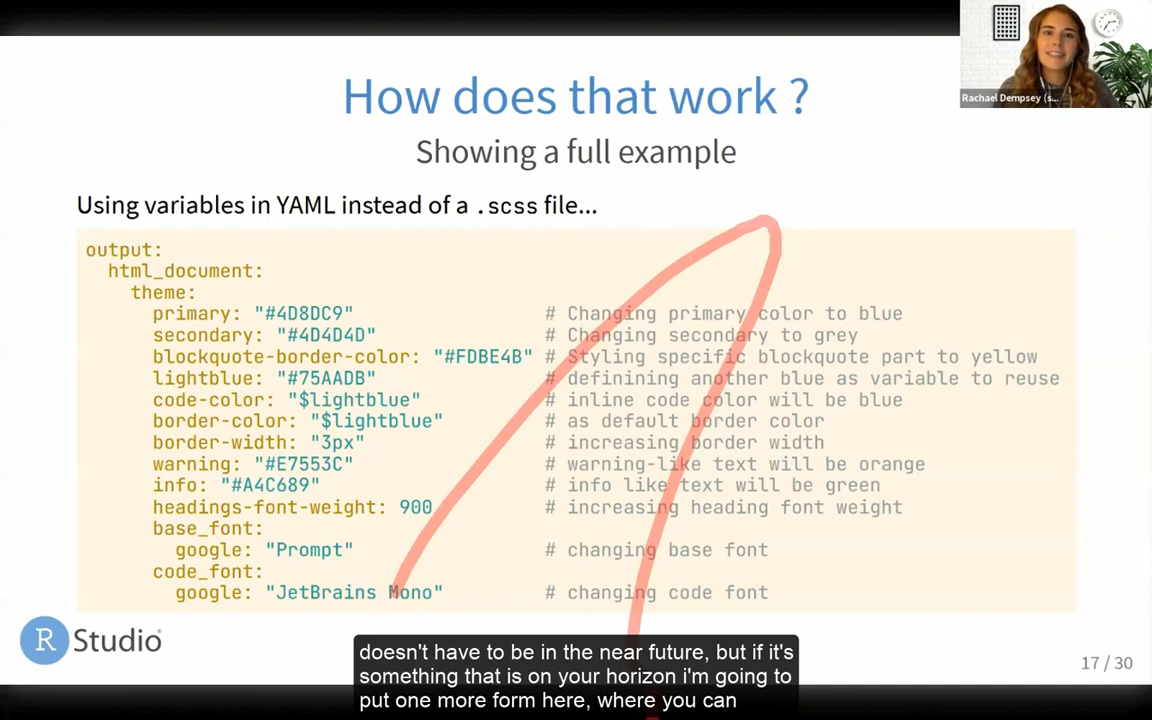 How does that work ?
Rachael Dempsey (s...
Showing a full example
Using variables in YAML instead of a .scss file...
output:
html_document:
theme:
primary: "#4D8DC9" # Changing primary color to blue
secondary: "#4D4D4D" # Changing secondary to grey
blockquote-border-color: "#FDBE4B" # Styling specific blockquote part to yellow
lightblue: "#75AADB" # definining another blue as variable to reuse
code-color: "$lightblue" # inline code color will be blue
border-color: "$lightblue" # as default border color
border-width: "3px" # increasing border width
warning: "#E7553C" # warning-like text will be orange
info: "#A4C689" # info like text will be green
headings-font-weight: 900 # increasing heading font weight
base_font:
google: "Prompt" # changing base font
code_font:
google: "JetBrains Mono" # changing code font
R Studio
doesn't have to be in the near future, but if it's
something that is on your horizon i'm going to
put one more form here, where you can
17 / 30